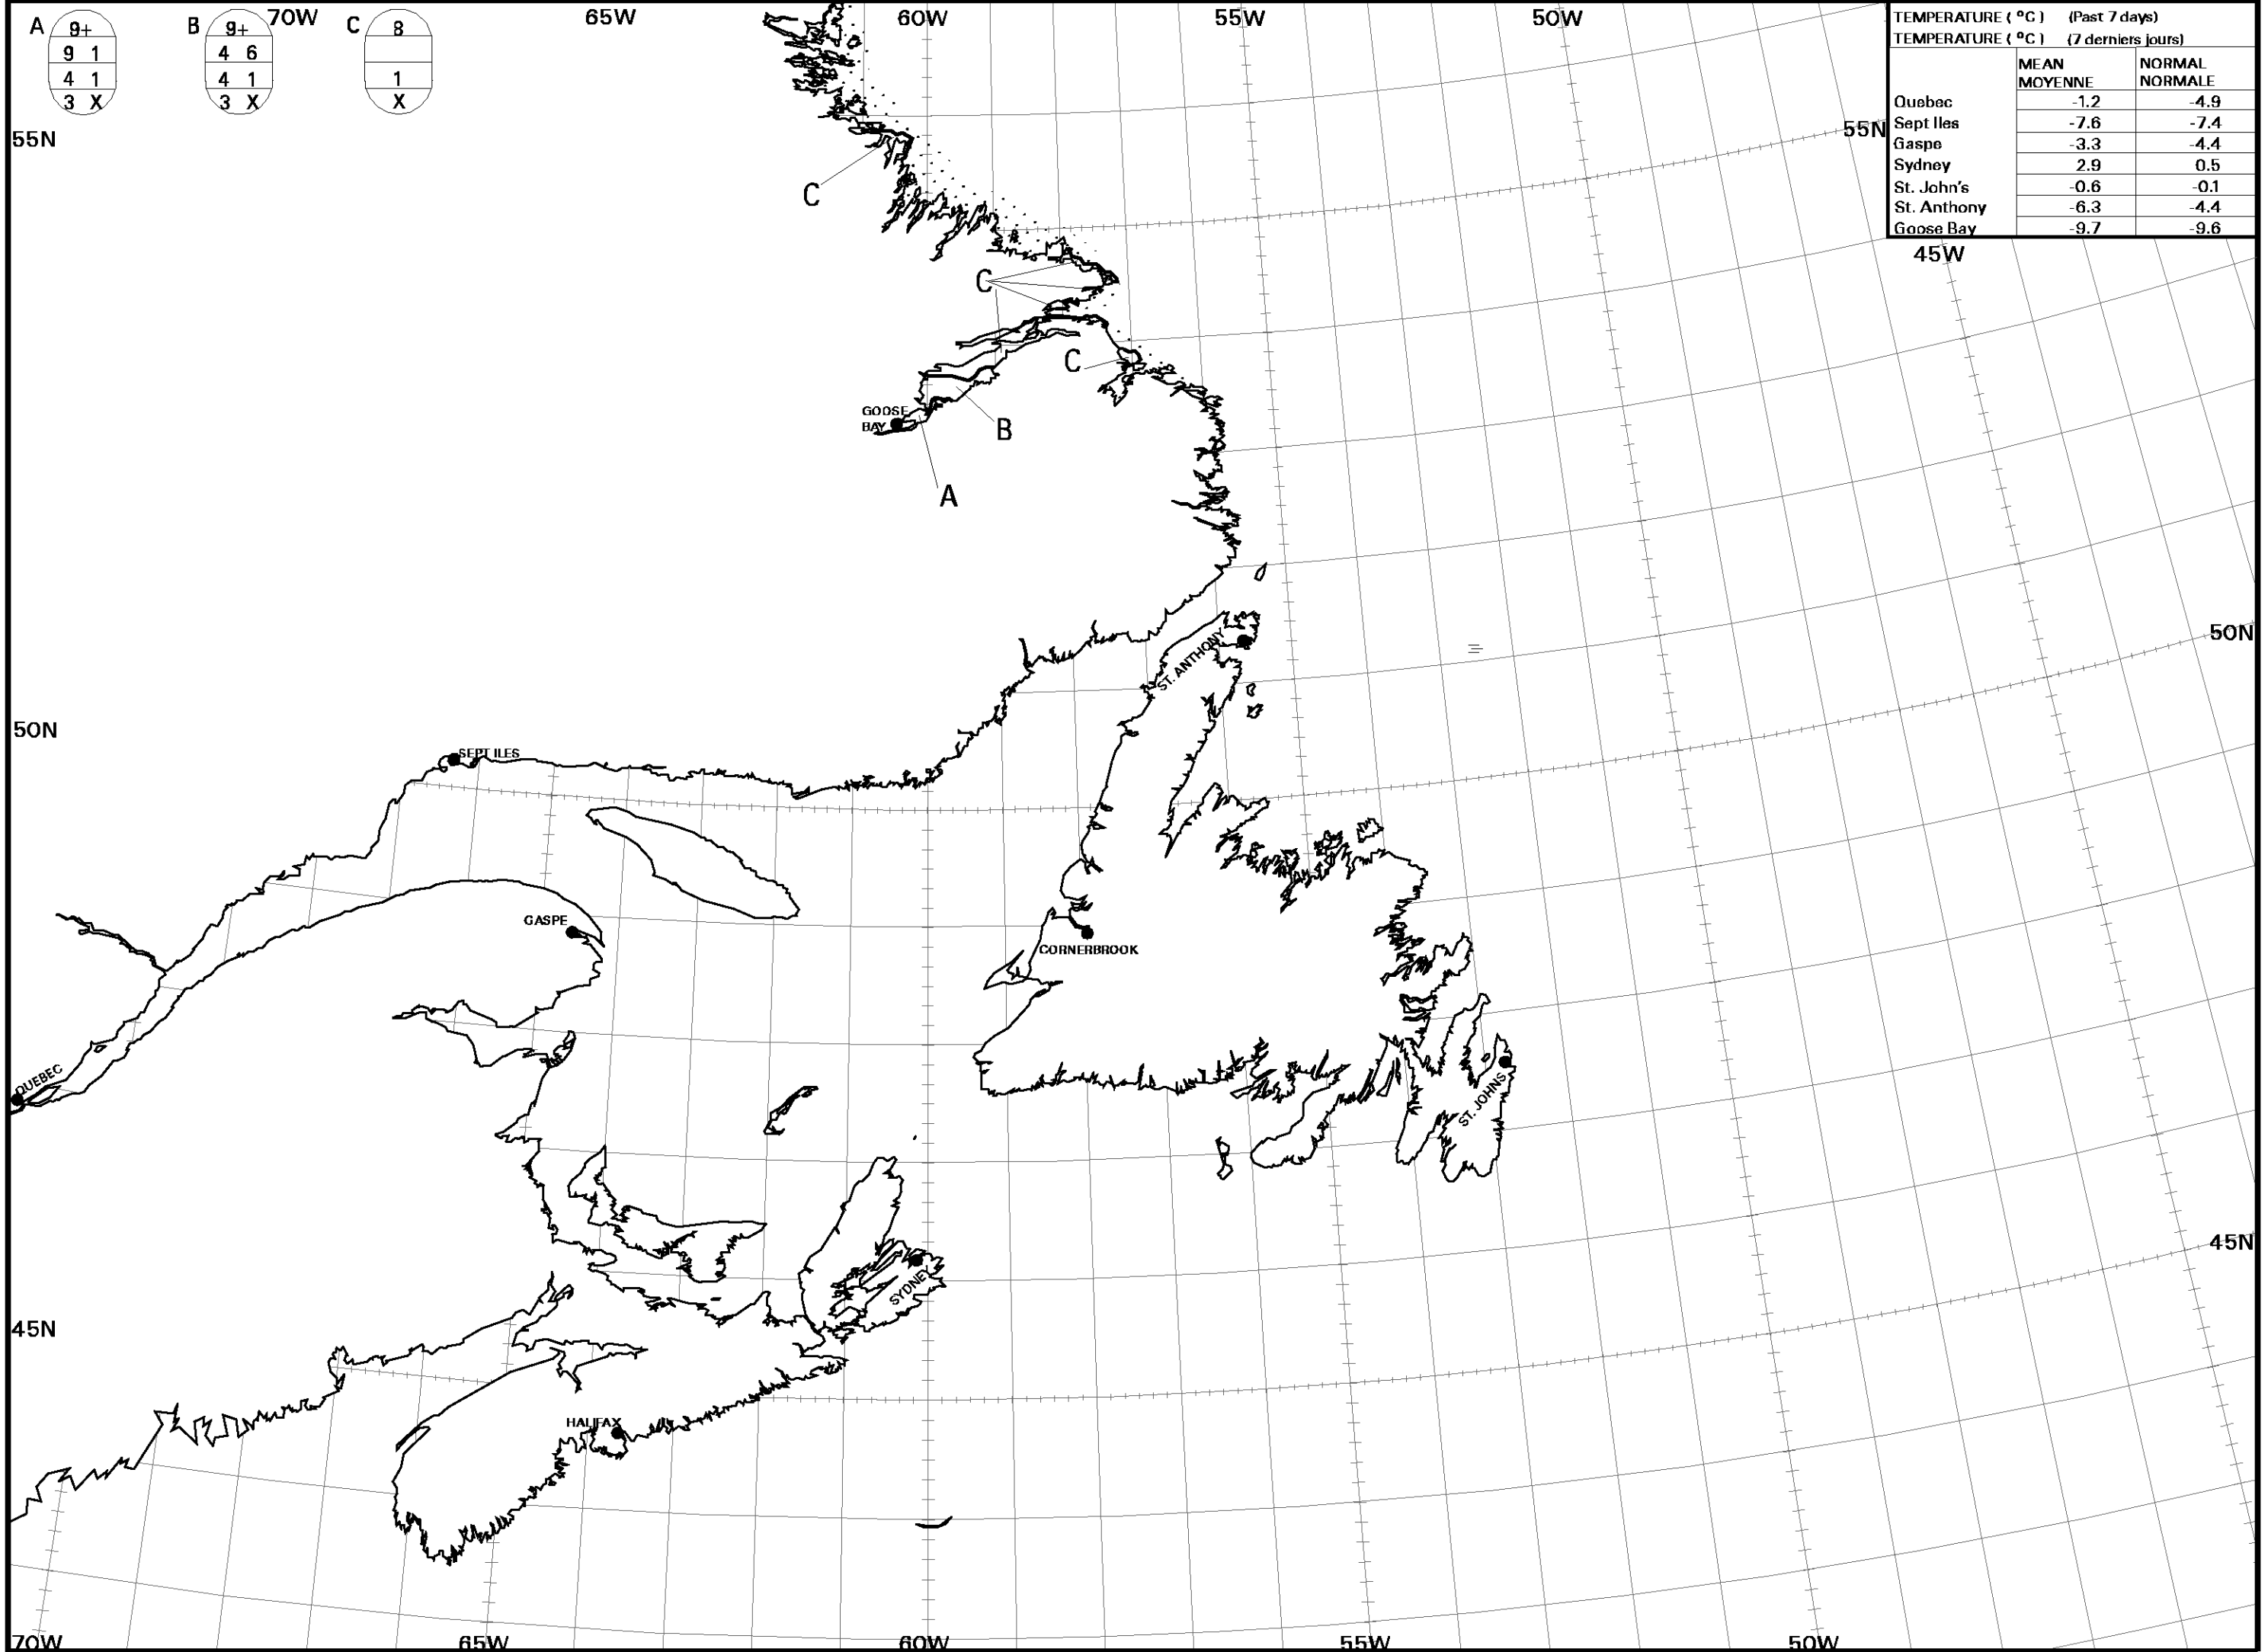 A 9+ B 9+ 70W C 8 65W 60W 55W 50W
9 1 4 6
4 1 4 1 1
3 X 3 X X
TEMPERATURE ( °C ) (Past 7 days)
TEMPERATURE ( °C ) (7 derniers jours)
MEAN NORMAL
MOYENNE NORMALE
Quebec -1.2 -4.9
Sept Iles -7.6 -7.4
Gaspe -3.3 -4.4
Sydney 2.9 0.5
St. John's -0.6 -0.1
St. Anthony -6.3 -4.4
Goose Bay -9.7 -9.6
55N 55N
C
45W
C
C
GOOSE
BAY
B
A
50N
ST. ANTHONY
50N
SEPT ILES
GASPE
CORNERBROOK
QUEBEC
ST. JOHNS
45N
SYDNEY
45N
HALIFAX
70W 65W 60W 55W 50W